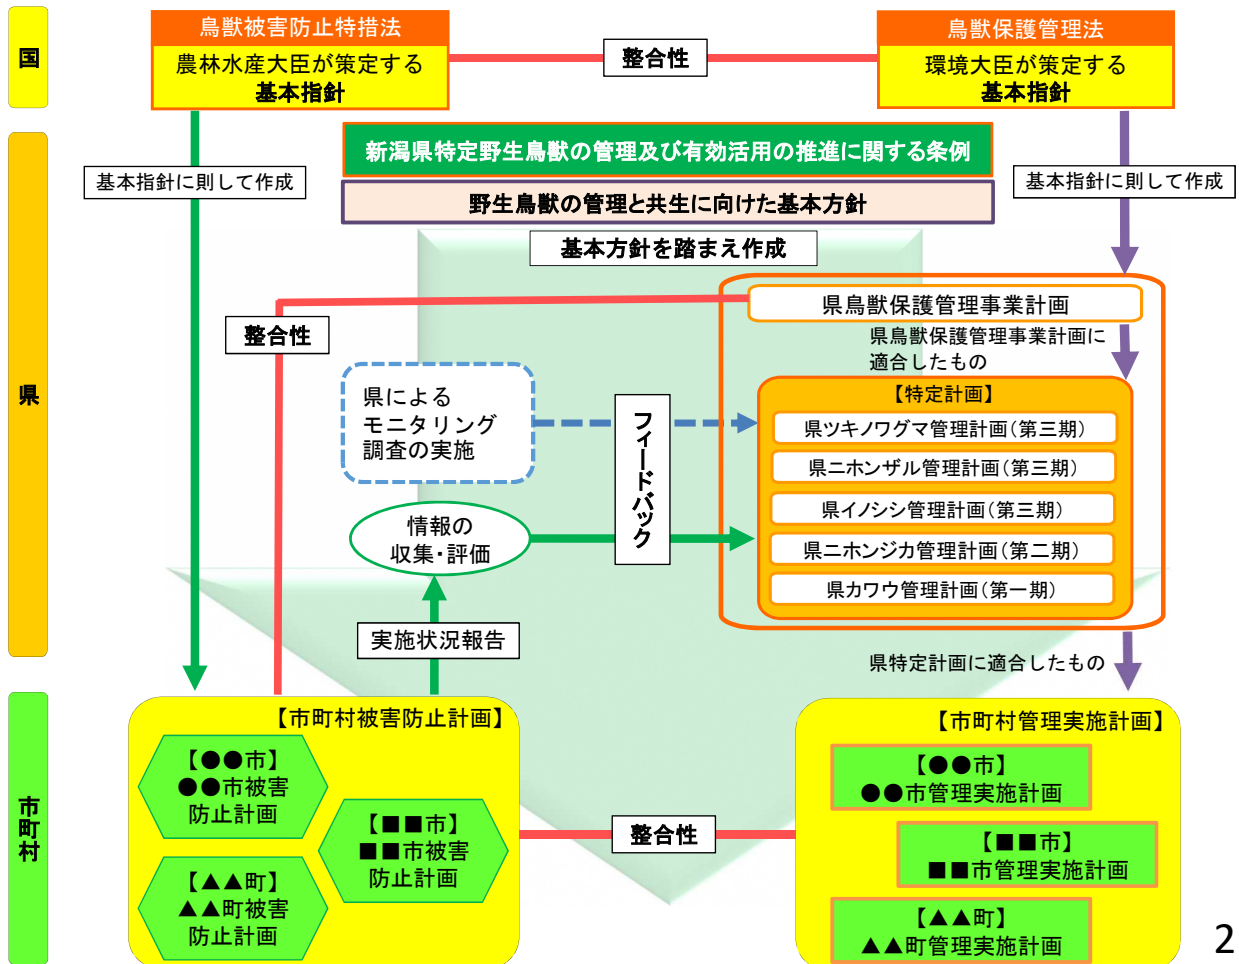 国
鳥獣被害防止特措法
農林水産大臣が策定する
基本指針
整合性
鳥獣保護管理法
環境大臣が策定する
基本指針
県
新潟県特定野生鳥獣の管理及び有効活用の推進に関する条例
基本指針に則して作成
基本指針に則して作成
野生鳥獣の管理と共生に向けた基本方針
基本方針を踏まえ作成
県鳥獣保護管理事業計画
整合性
県鳥獣保護管理事業計画に
適合したもの
県による
モニタリング
調査の実施
フィードバック
【特定計画】
県ツキノワグマ管理計画(第三期)
県ニホンザル管理計画(第三期)
県イノシシ管理計画(第三期)
県ニホンジカ管理計画(第二期)
県カワウ管理計画(第一期)
情報の
収集・評価
実施状況報告
県特定計画に適合したもの
市町村
【市町村被害防止計画】
【●●市】
●●市被害
防止計画
【■■市】
■■市被害
防止計画
【▲▲町】
▲▲町被害
防止計画
整合性
【市町村管理実施計画】
【●●市】
●●市管理実施計画
【■■市】
■■市管理実施計画
【▲▲町】
▲▲町管理実施計画
2